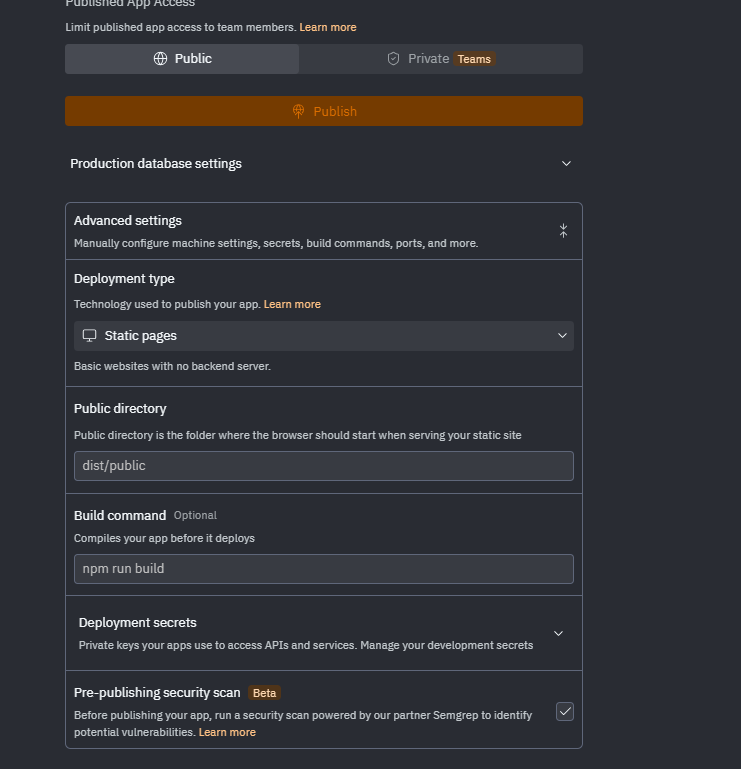 Published App Access
Limit published app access to team members. Learn more
Public
Private Teams
Publish
Production database settings
Advanced settings
Manually configure machine settings, secrets, build commands, ports, and more.
Deployment type
Technology used to publish your app. Learn more
Static pages
Basic websites with no backend server.
Public directory
Public directory is the folder where the browser should start when serving your static site
dist/public
Build command Optional
Compiles your app before it deploys
npm run build
Deployment secrets
Private keys your apps use to access APIs and services. Manage your development secrets
Pre-publishing security scan Beta
Before publishing your app, run a security scan powered by our partner Semgrep to identify
potential vulnerabilities. Learn more